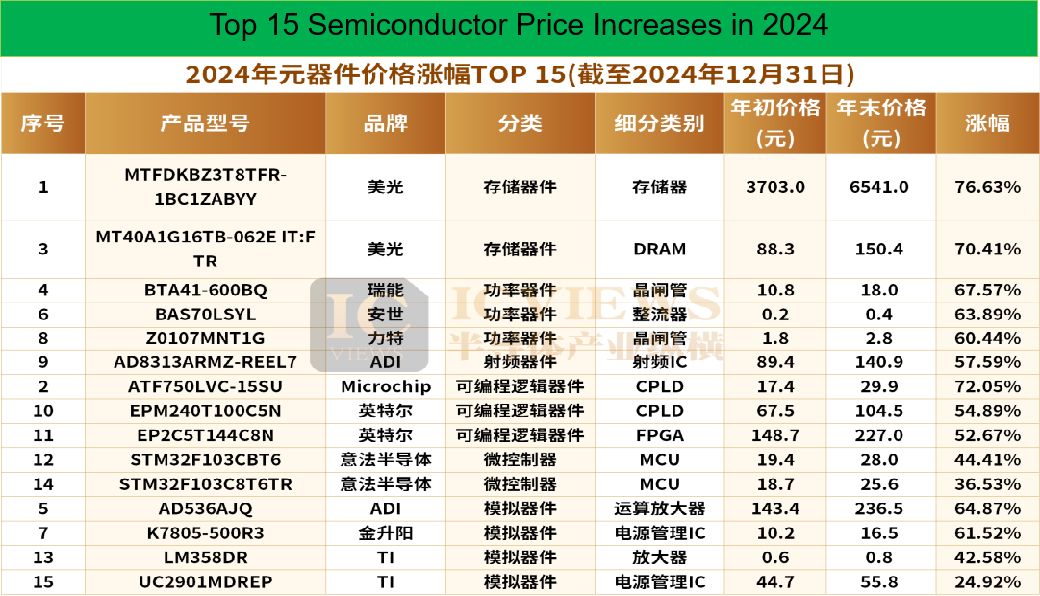 Top 15 Semiconductor Price Increases in 2024
2024年元器件价格涨幅TOP 15(截至2024年12月31日)
序号 产品型号 品牌 分类 细分类别 年初价格(元) 年末价格(元) 涨幅
1 MTFDKBZ3T8TFR-1BC1ZABYY 美光 存储器件 存储器 3703.0 6541.0 76.63%
3 MT40A1G16TB-062E IT:F TR 美光 存储器件 DRAM 88.3 150.4 70.41%
4 BTA41-600BQ 瑞能 功率器件 晶闸管 10.8 18.0 67.57%
6 BAS70LSYL 安世 功率器件 整流器 0.2 0.4 63.89%
8 Z0107MNT1G 力特 功率器件 晶闸管 1.8 2.8 60.44%
9 AD8313ARMZ-REEL7 ADI 射频器件 射频IC 89.4 140.9 57.59%
2 ATF750LVC-15SU Microchip 可编程逻辑器件 CPLD 17.4 29.9 72.05%
10 EPM240T100C5N 英特尔 可编程逻辑器件 CPLD 67.5 104.5 54.89%
11 EP2C5T144C8N 英特尔 可编程逻辑器件 FPGA 148.7 227.0 52.67%
12 STM32F103CBT6 意法半导体 微控制器 MCU 19.4 28.0 44.41%
14 STM32F103C8T6TR 意法半导体 微控制器 MCU 18.7 25.6 36.53%
5 AD536AJQ ADI 模拟器件 运算放大器 143.4 236.5 64.87%
7 K7805-500R3 金升阳 模拟器件 电源管理IC 10.2 16.5 61.52%
13 LM358DR TI 模拟器件 放大器 0.6 0.8 42.58%
15 UC2901MDREP TI 模拟器件 电源管理IC 44.7 55.8 24.92%
IC VIEWS
ICVIEWS
半导体产业纵横